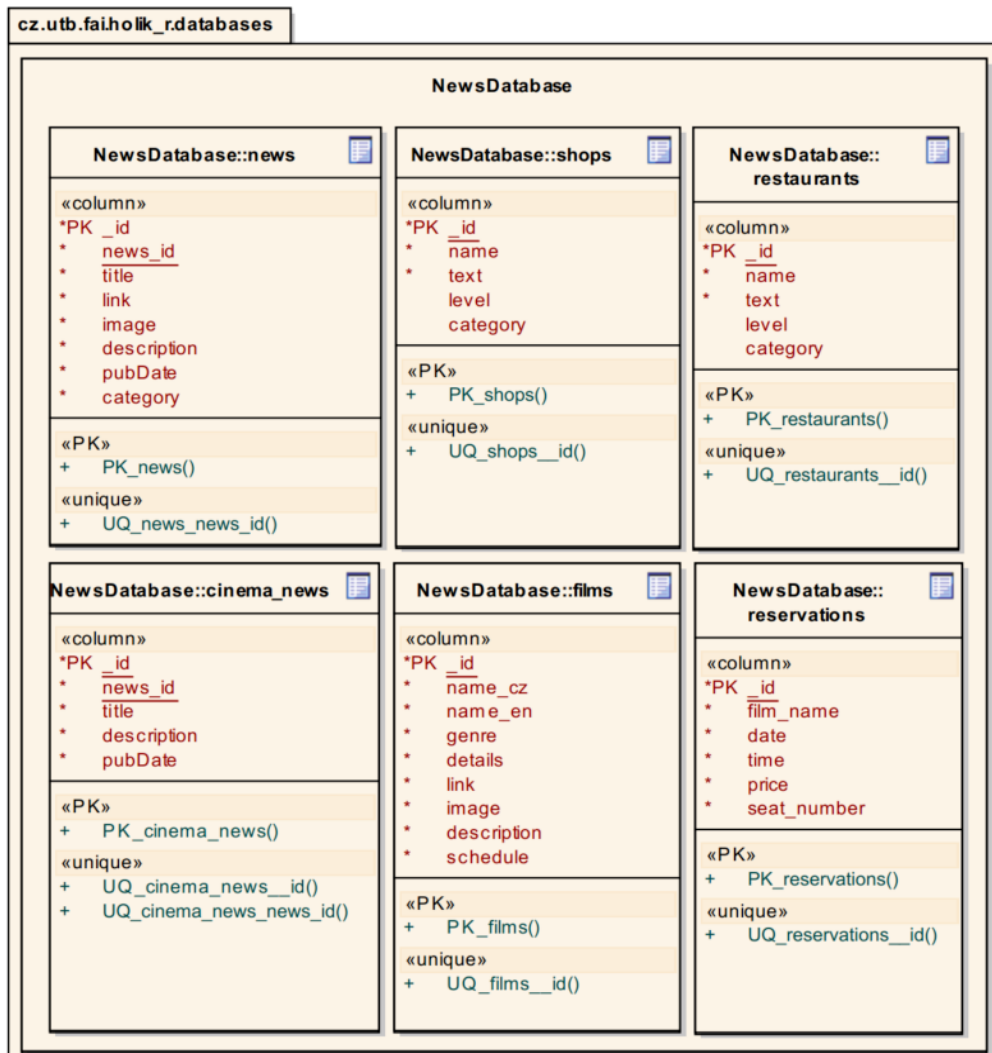 cz.utb.fai.holik_r.databases
NewsDatabase
NewsDatabase::news
«column»
*PK _id
* news_id
* title
* link
* image
* description
* pubDate
* category
«PK»
+ PK_news()
«unique»
+ UQ_news_news_id()
NewsDatabase::shops
«column»
*PK _id
* name
* text
level
category
«PK»
+ PK_shops()
«unique»
+ UQ_shops__id()
NewsDatabase::
restaurants
«column»
*PK _id
* name
* text
level
category
«PK»
+ PK_restaurants()
«unique»
+ UQ_restaurants__id()
NewsDatabase::cinema_news
«column»
*PK _id
* news_id
* title
* description
* pubDate
«PK»
+ PK_cinema_news()
«unique»
+ UQ_cinema_news__id()
+ UQ_cinema_news_news_id()
NewsDatabase::films
«column»
*PK _id
* name_cz
* name_en
* genre
* details
* link
* image
* description
* schedule
«PK»
+ PK_films()
«unique»
+ UQ_films__id()
NewsDatabase::
reservations
«column»
*PK _id
* film_name
* date
* time
* price
* seat_number
«PK»
+ PK_reservations()
«unique»
+ UQ_reservations__id()